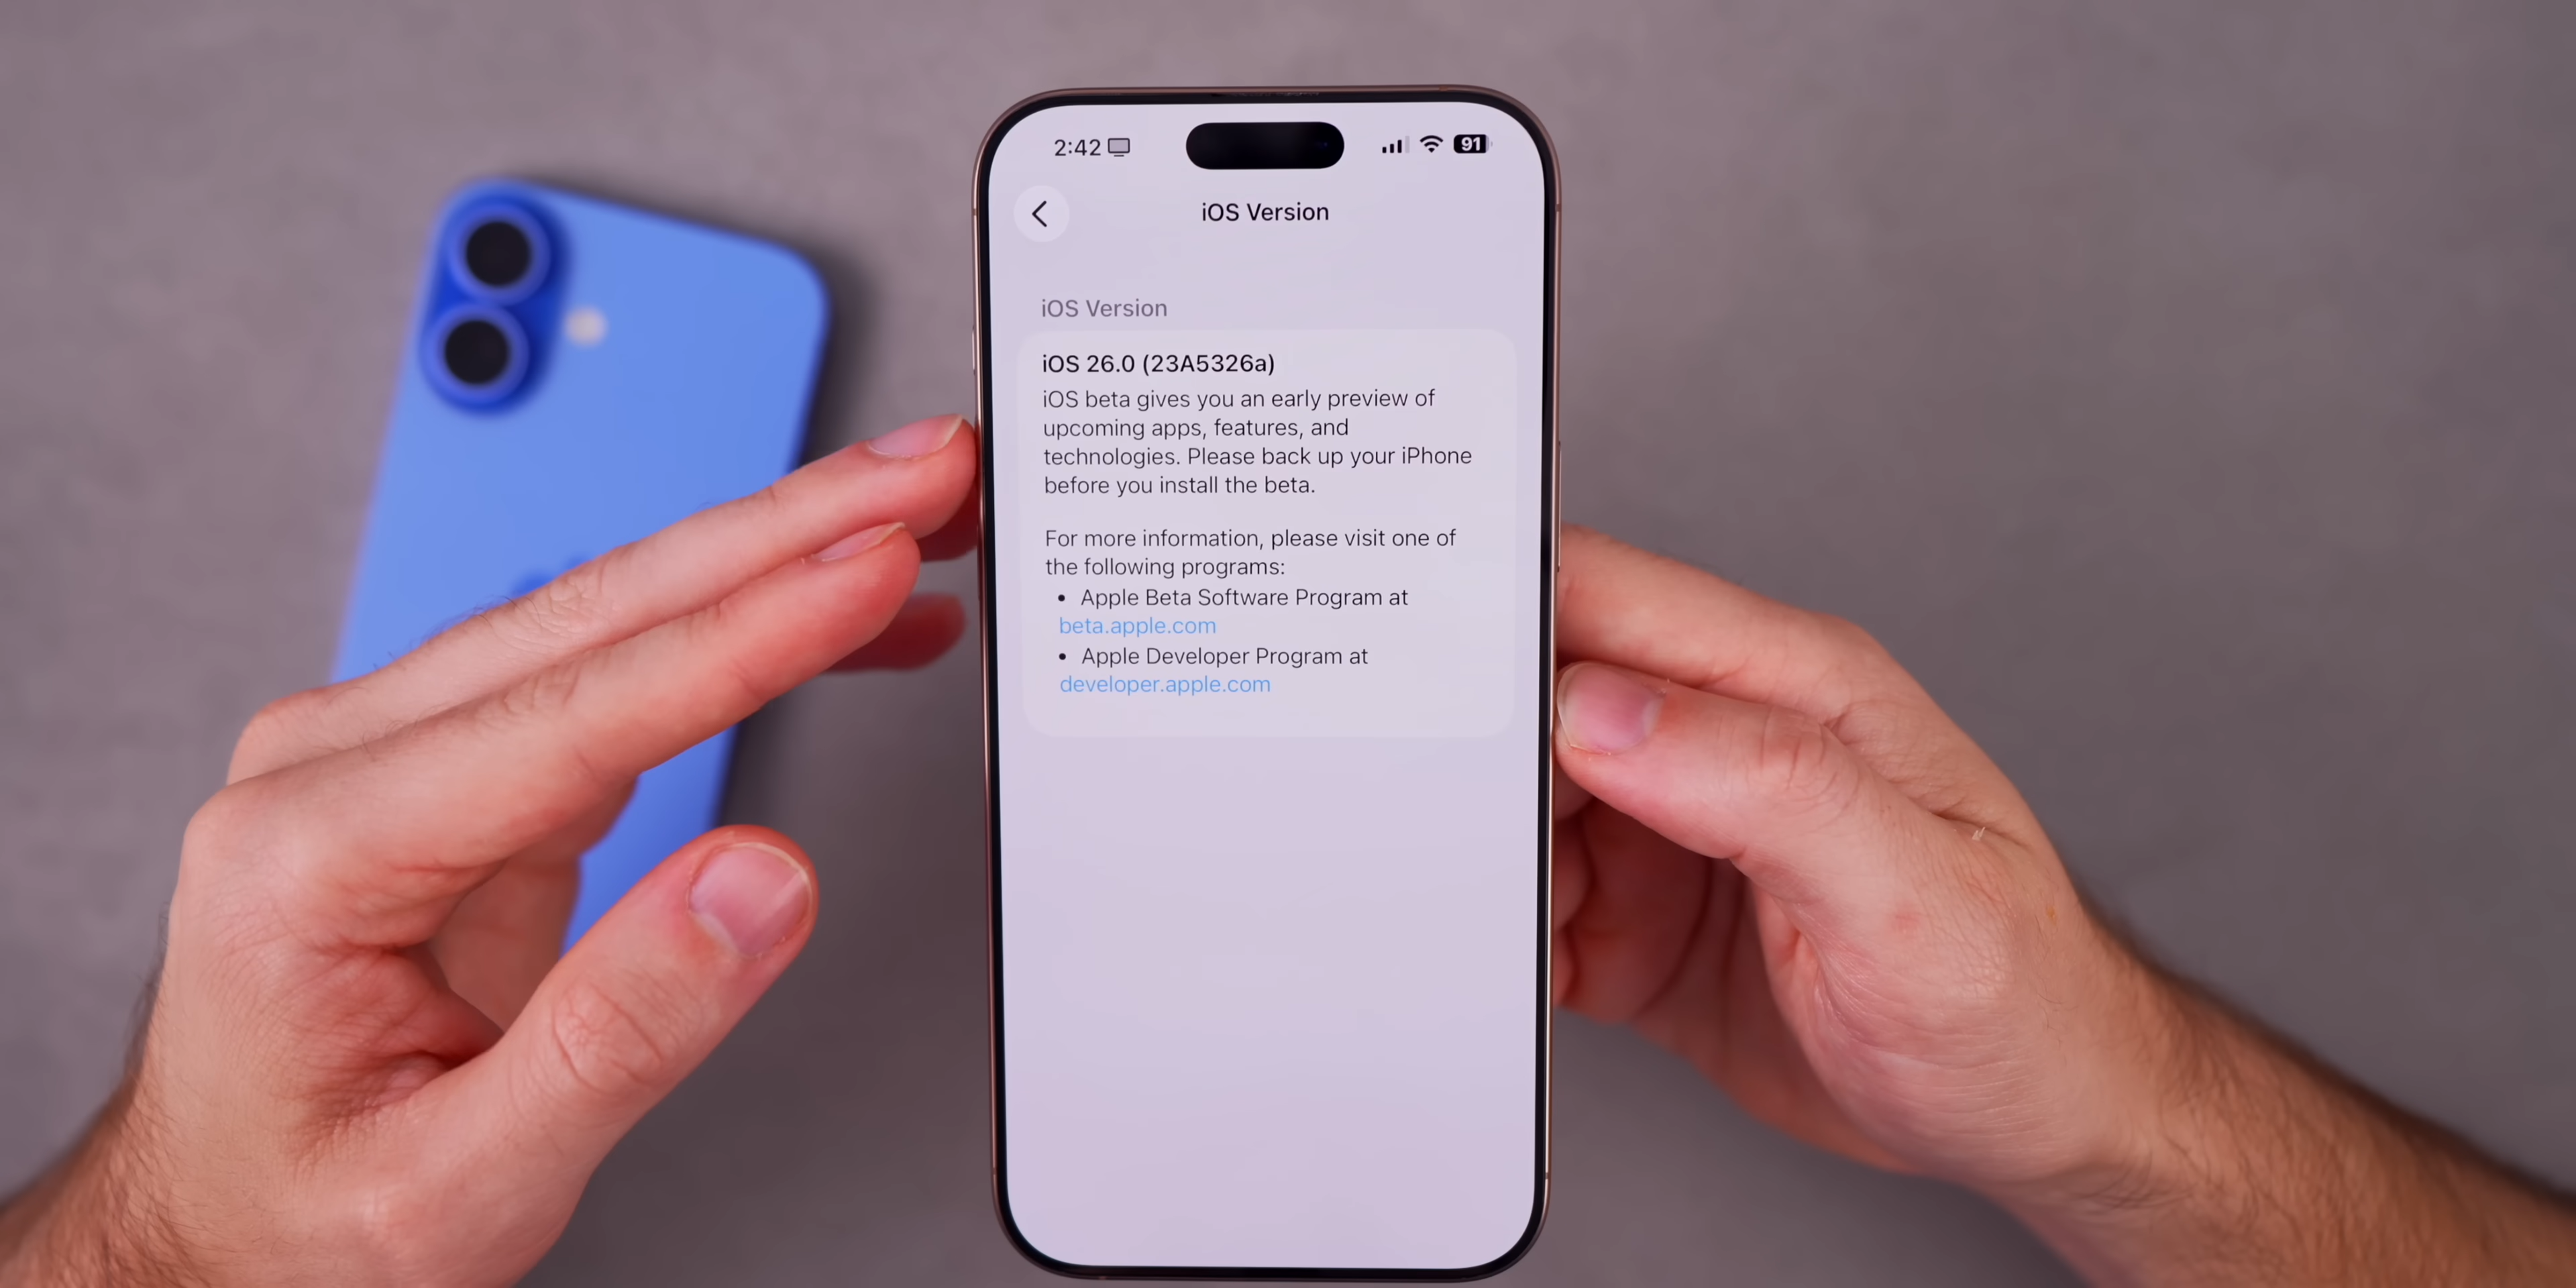 2:42
91
iOS Version
iOS Version
iOS 26.0 (23A5326a)
iOS beta gives you an early preview of
upcoming apps, features, and
technologies. Please back up your iPhone
before you install the beta.
For more information, please visit one of
the following programs:
• Apple Beta Software Program at
beta.apple.com
• Apple Developer Program at
developer.apple.com